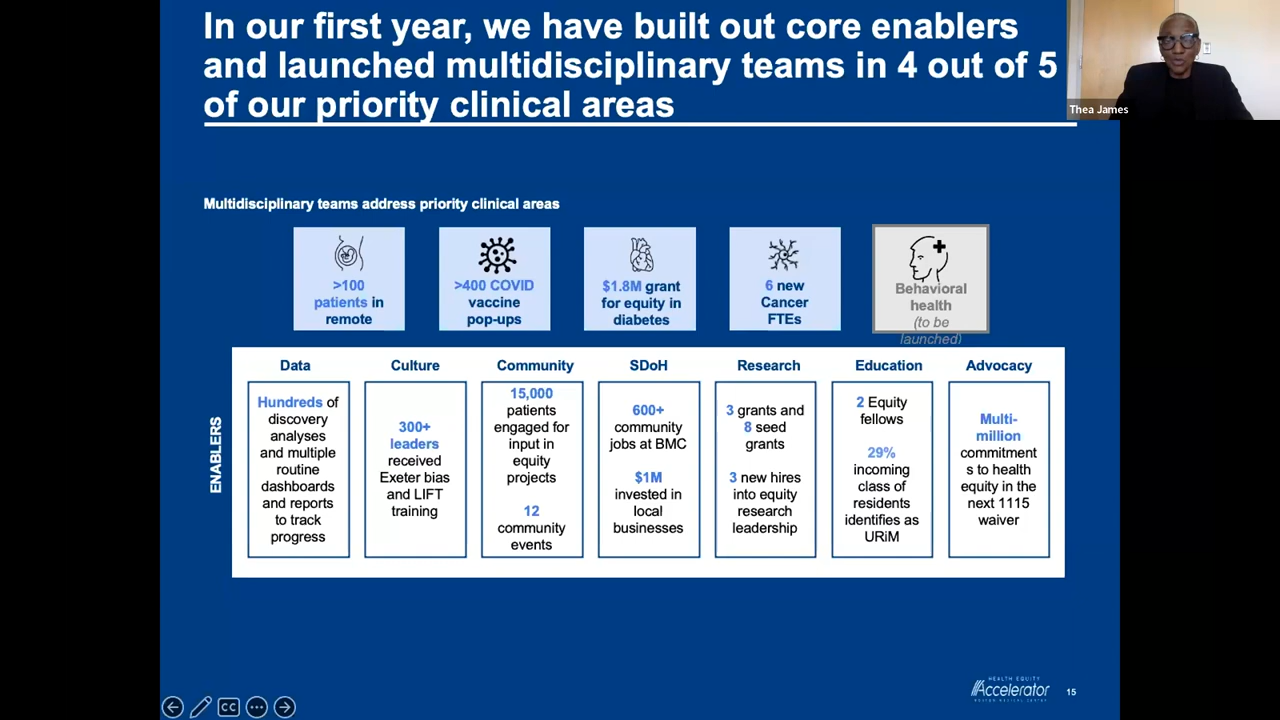 In our first year, we have built out core enablers
and launched multidisciplinary teams in 4 out of 5
of our priority clinical areas
Thea James
Multidisciplinary teams address priority clinical areas
>100
patients in
remote
>400 COVID
vaccine
pop-ups
$1.8M grant
for equity in
diabetes
6 new
Cancer
FTEs
Behavioral
health
(to be
launched)
ENABLERS
Data
Hundreds of
discovery
analyses
and multiple
routine
dashboards
and reports
to track
progress
Culture
300+
leaders
received
Exeter bias
and LIFT
training
Community
15,000
patients
engaged for
input in
equity
projects
12
community
events
SDoH
600+
community
jobs at BMC
$1M
invested in
local
businesses
Research
3 grants and
8 seed
grants
3 new hires
into equity
research
leadership
Education
2 Equity
fellows
29%
incoming
class of
residents
identifies as
URiM
Advocacy
Multi-
million
commitment
s to health
equity in the
next 1115
waiver
CC
HEALTH EQUITY
Accelerator
BOSTON MEDICAL CENTER
15